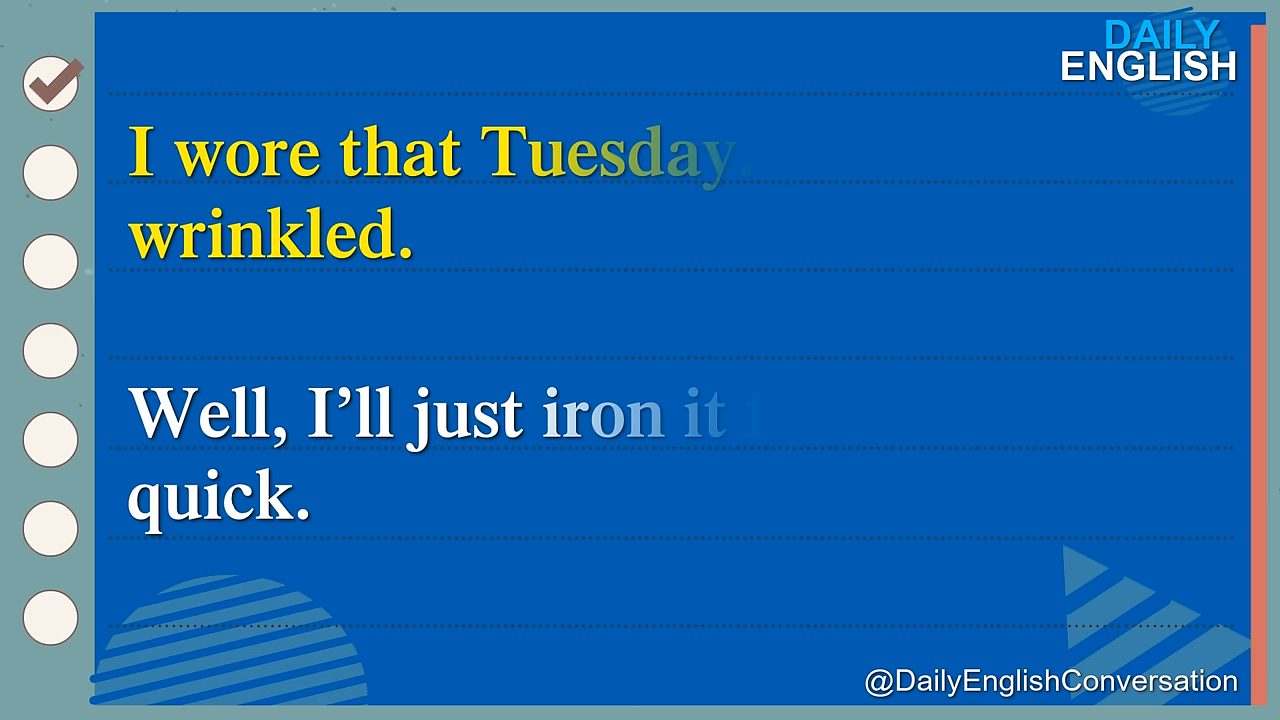 DAILY
ENGLISH
I wore that Tuesday.
wrinkled.
Well, I’ll just iron it
quick.
@DailyEnglishConversation